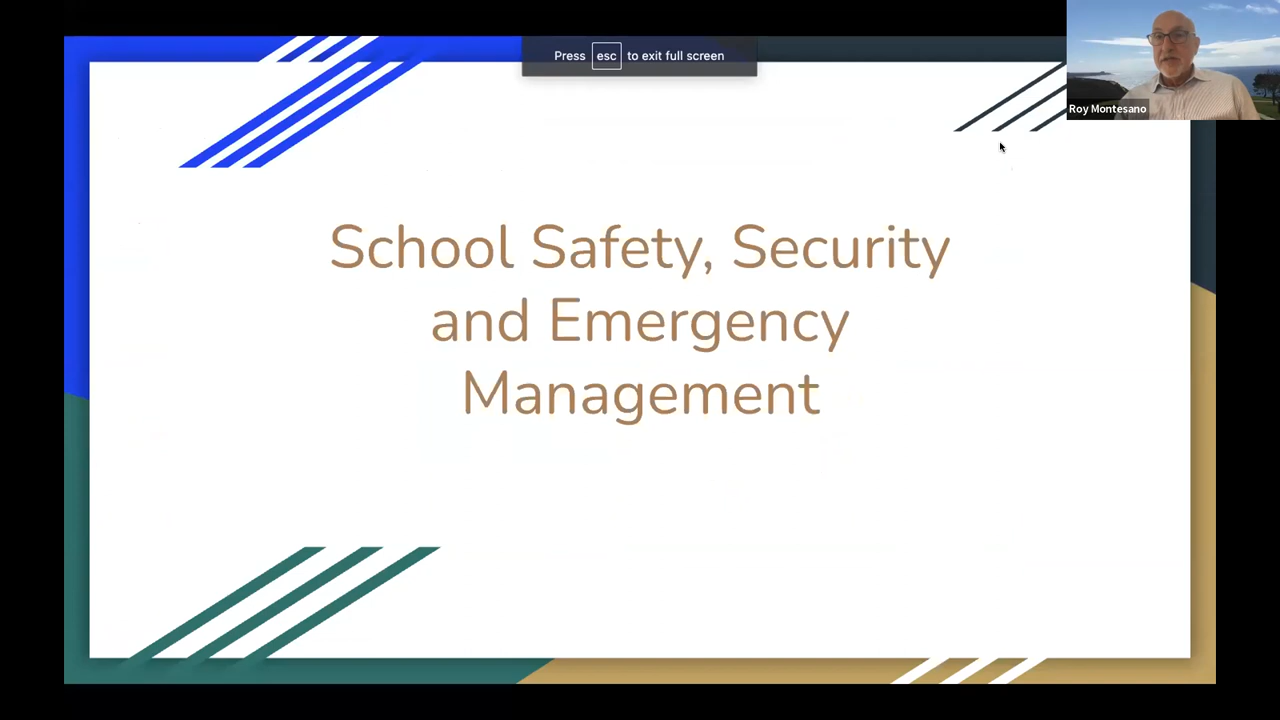 Press esc to exit full screen
Roy Montesano
School Safety, Security
and Emergency
Management